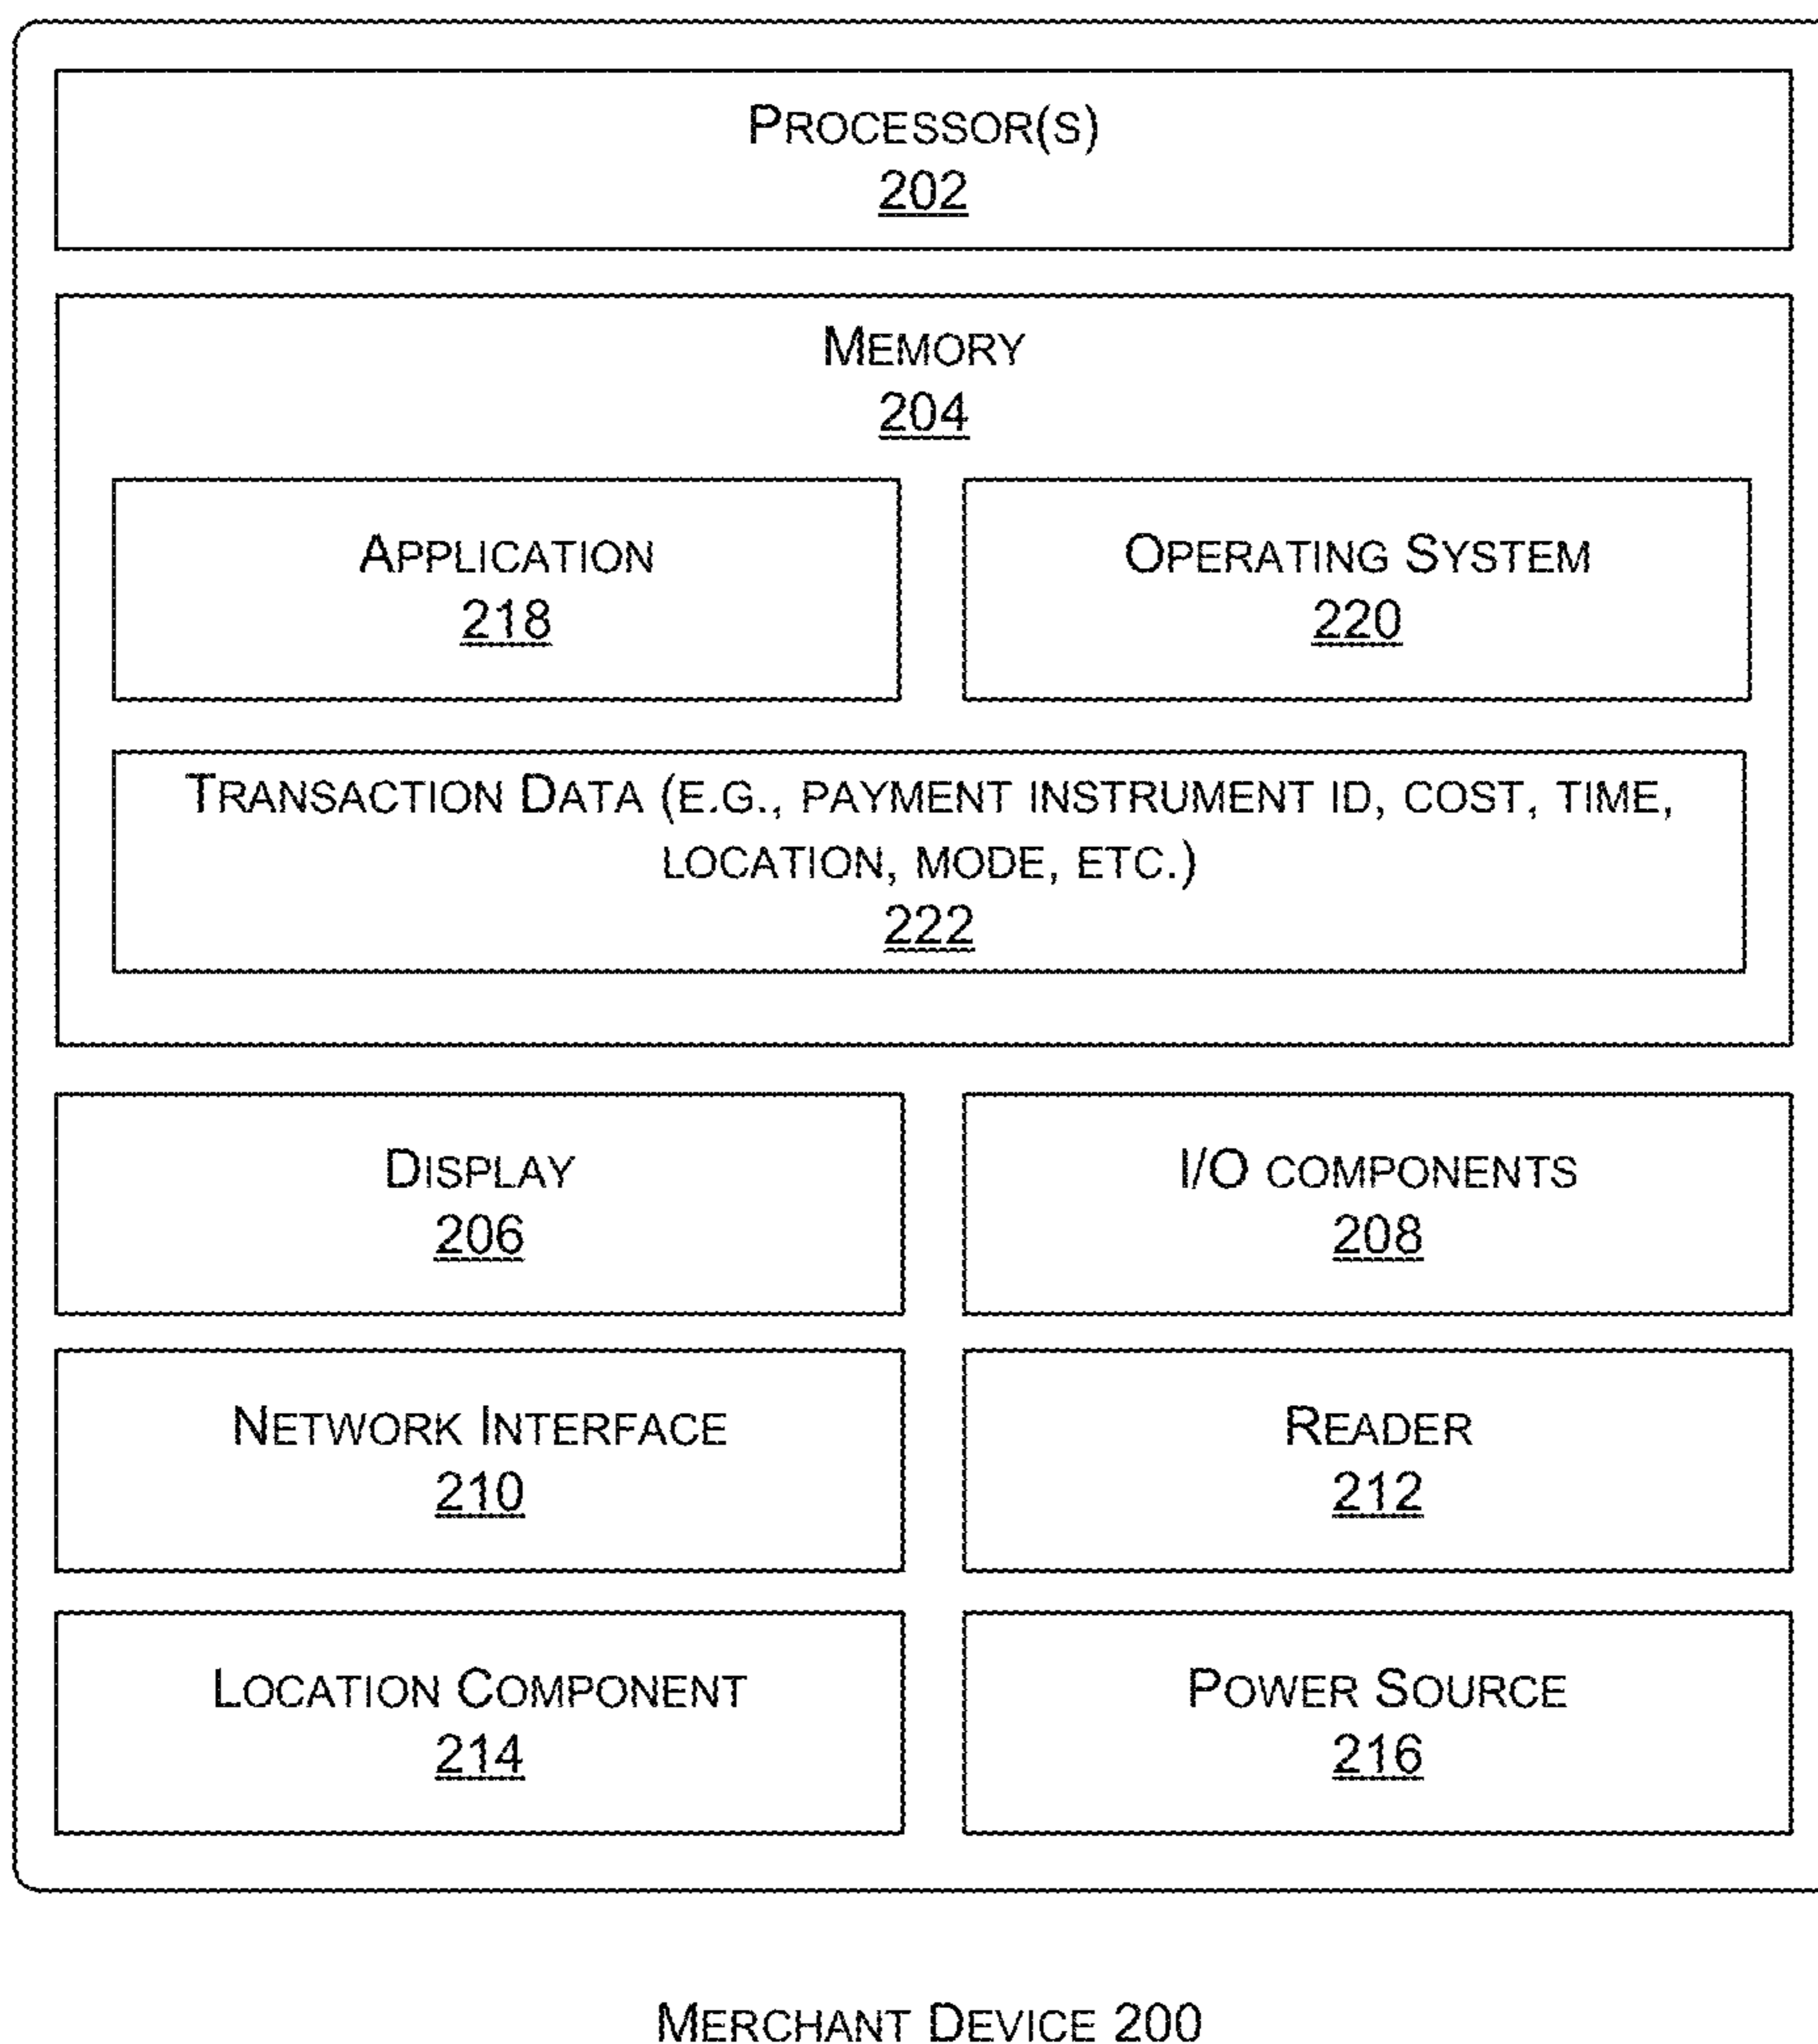 PROCESSOR(S)
202
MEMORY
204
APPLICATION
218
OPERATING SYSTEM
220
TRANSACTION DATA (E.G., PAYMENT INSTRUMENT ID, COST, TIME,
LOCATION, MODE, ETC.)
222
DISPLAY
206
I/O COMPONENTS
208
NETWORK INTERFACE
210
READER
212
LOCATION COMPONENT
214
POWER SOURCE
216
MERCHANT DEVICE 200